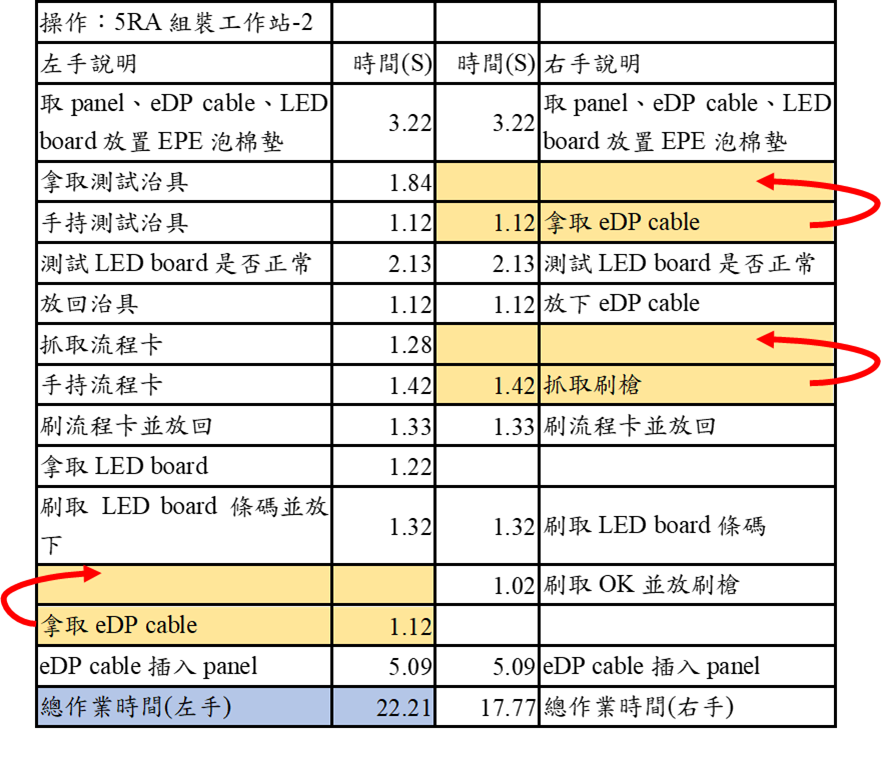 操作：5RA 組裝工作站-2
左手說明 時間(S) 時間(S) 右手說明
取 panel、eDP cable、LED board 放置 EPE 泡棉墊 3.22 3.22 取 panel、eDP cable、LED board 放置 EPE 泡棉墊
拿取測試治具 1.84
手持測試治具 1.12 1.12 拿取 eDP cable
測試 LED board 是否正常 2.13 2.13 測試 LED board 是否正常
放回治具 1.12 1.12 放下 eDP cable
抓取流程卡 1.28
手持流程卡 1.42 1.42 抓取刷槍
刷流程卡並放回 1.33 1.33 刷流程卡並放回
拿取 LED board 1.22
刷取 LED board 條碼並放下 1.32 1.32 刷取 LED board 條碼
1.02 刷取 OK 並放刷槍
拿取 eDP cable 1.12
eDP cable 插入 panel 5.09 5.09 eDP cable 插入 panel
總作業時間(左手) 22.21 17.77 總作業時間(右手)